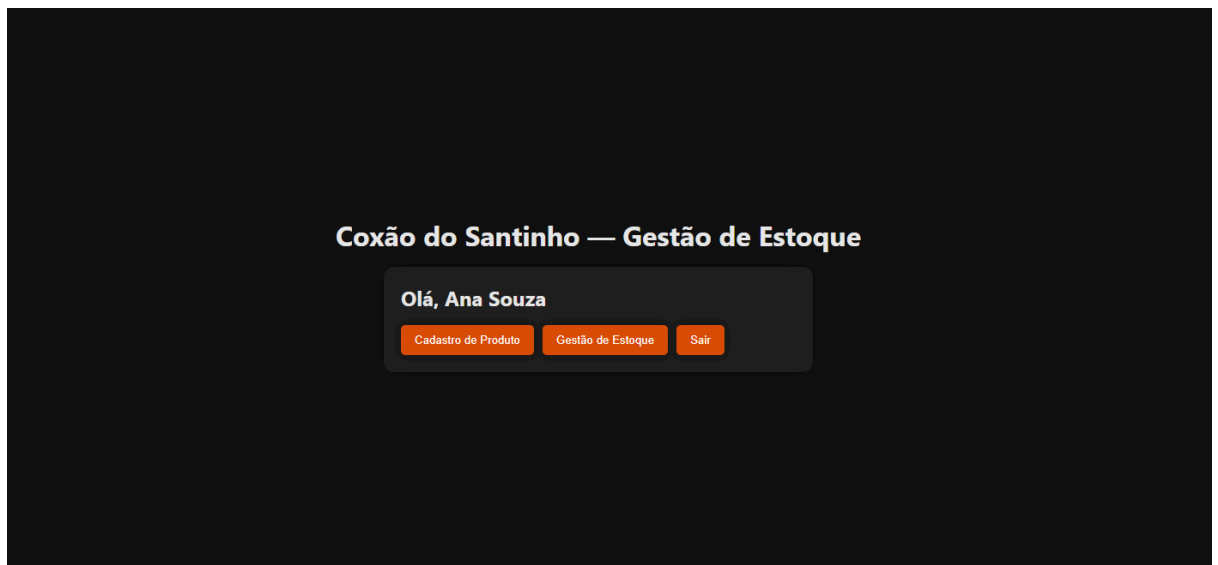 Coxão do Santinho — Gestão de Estoque
Olá, Ana Souza
Cadastro de Produto Gestão de Estoque Sair